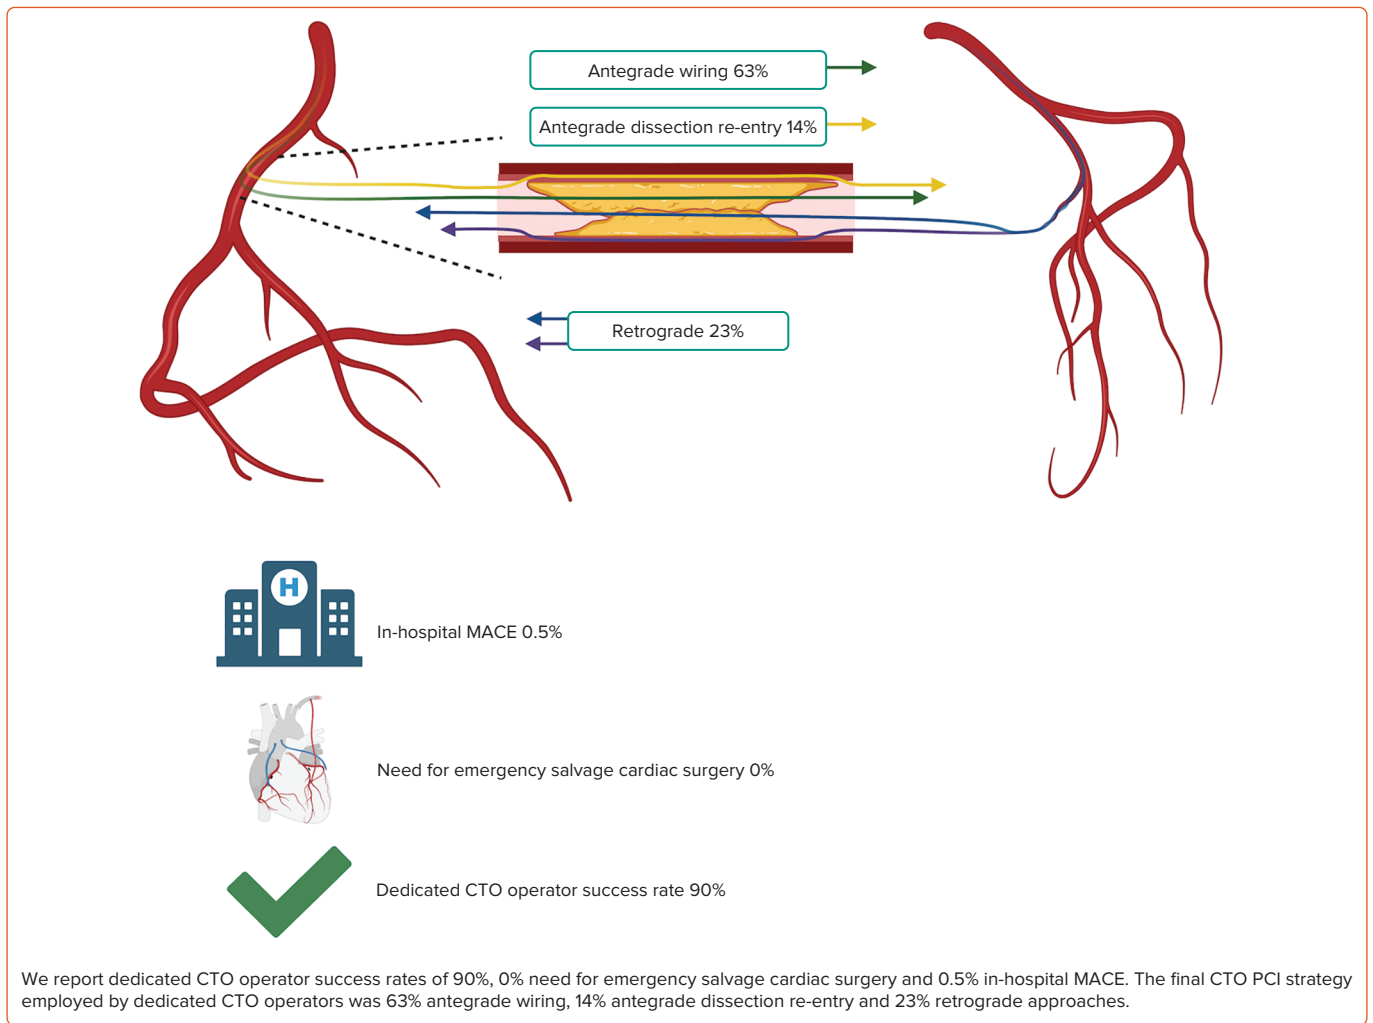 Antegrade wiring 63%
Antegrade dissection re-entry 14%
Retrograde 23%
H
In-hospital MACE 0.5%
Need for emergency salvage cardiac surgery 0%
Dedicated CTO operator success rate 90%
We report dedicated CTO operator success rates of 90%, 0% need for emergency salvage cardiac surgery and 0.5% in-hospital MACE. The final CTO PCI strategy
employed by dedicated CTO operators was 63% antegrade wiring, 14% antegrade dissection re-entry and 23% retrograde approaches.